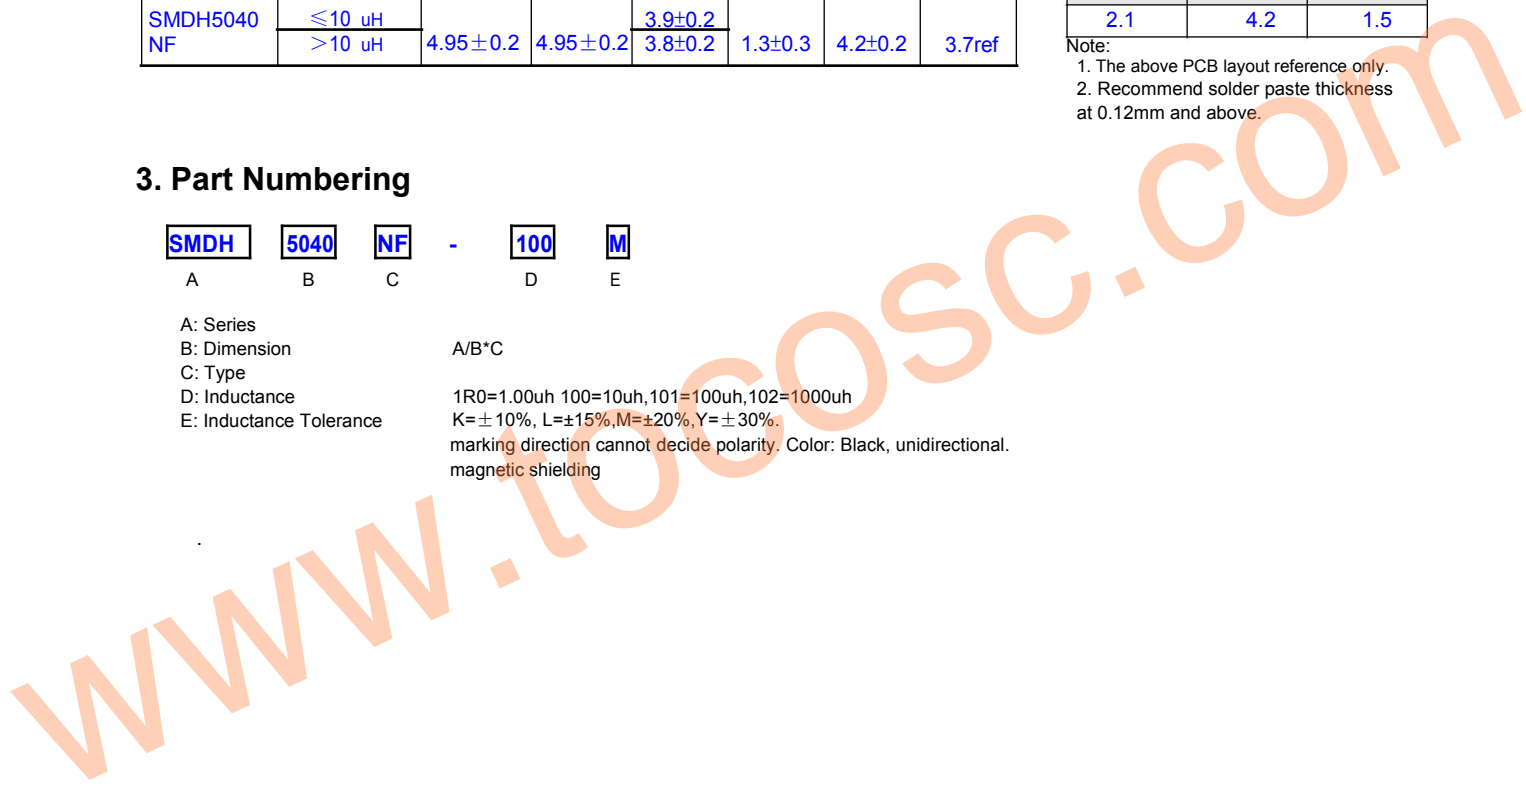 SMDH5040 ≤10 uH 3.9±0.2
NF >10 uH 4.95±0.2 4.95±0.2 3.8±0.2 1.3±0.3 4.2±0.2 3.7ref
2.1 4.2 1.5
Note:
1. The above PCB layout reference only.
2. Recommend solder paste thickness
at 0.12mm and above.
3. Part Numbering
SMDH 5040 NF - 100 M
A B C D E
A: Series
B: Dimension A/B*C
C: Type
D: Inductance 1R0=1.00uh 100=10uh,101=100uh,102=1000uh
E: Inductance Tolerance K=±10%, L=±15%,M=±20%,Y=±30%.
marking direction cannot decide polarity. Color: Black, unidirectional.
magnetic shielding
.
www.tocosc.com